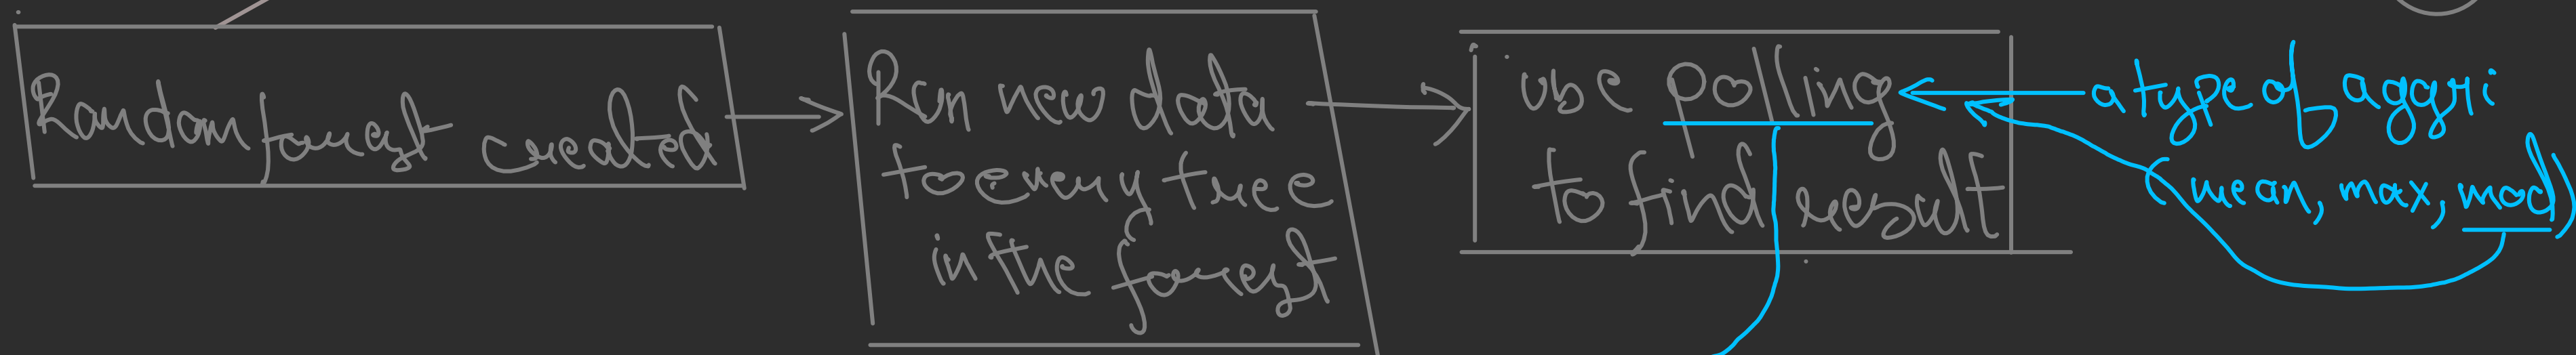 Random forest created
Run new data
to every tree
in the forest
use polling
to find result
a type of aggri
(mean, max, mod)